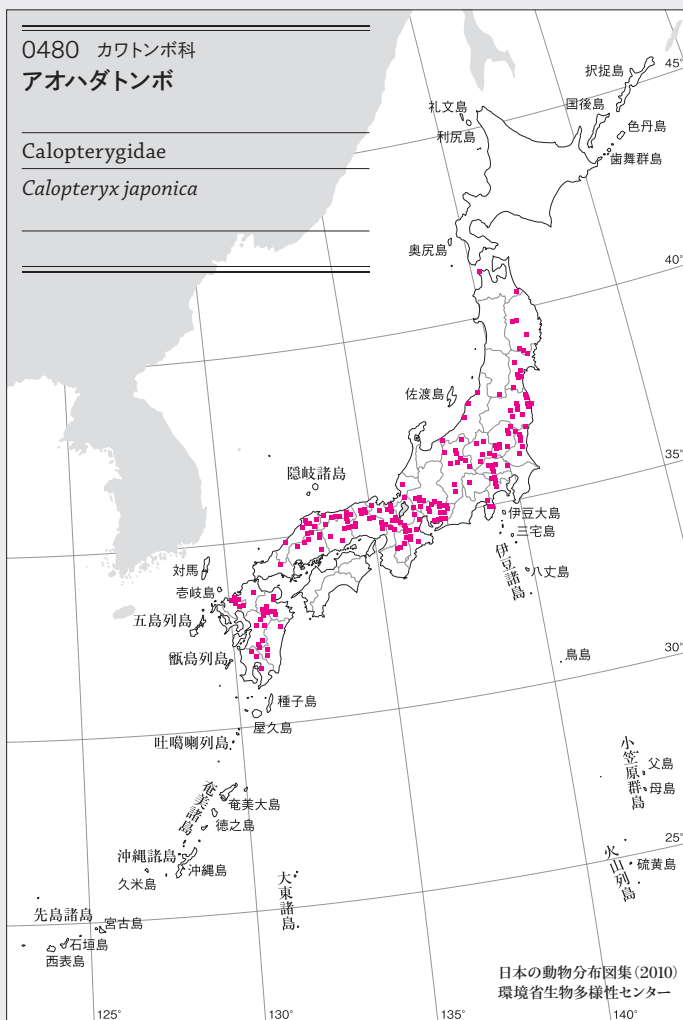 0480 カワトンボ科
アオハダトンボ
Calopterygidae
Calopteryx japonica
45°
択捉島
国後島
礼文島
色丹島
利尻島
歯舞群島
奥尻島
40°
佐渡島
35°
隠岐諸島
伊豆大島
三宅島
伊豆諸島
八丈島
対馬
壱岐島
五島列島
甑島列島
鳥島
30°
種子島
屋久島
吐噶喇列島
小笠原群島
父島
母島
奄美諸島
奄美大島
徳之島
25°
沖縄諸島
沖縄島
久米島
火山列島
硫黄島
大東諸島
先島諸島
宮古島
石垣島
西表島
日本の動物分布図集(2010)
環境省生物多様性センター
125°
130°
135°
140°